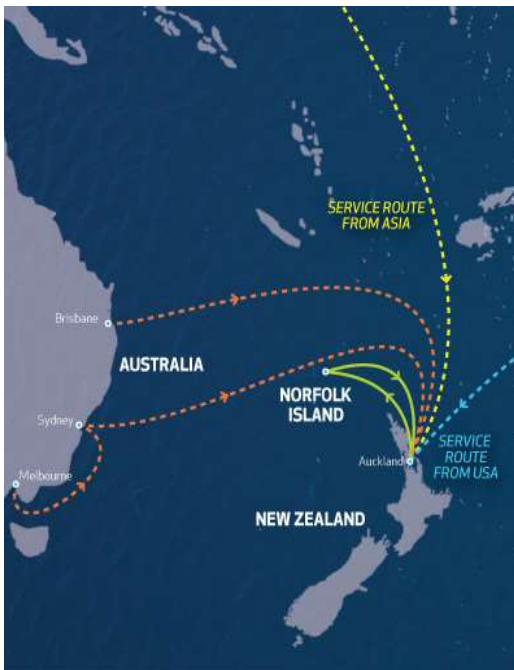 SERVICE ROUTE
FROM ASIA
Brisbane
AUSTRALIA
NORFOLK
ISLAND
Sydney
SERVICE
ROUTE
FROM USA
Auckland
Melbourne
NEW ZEALAND